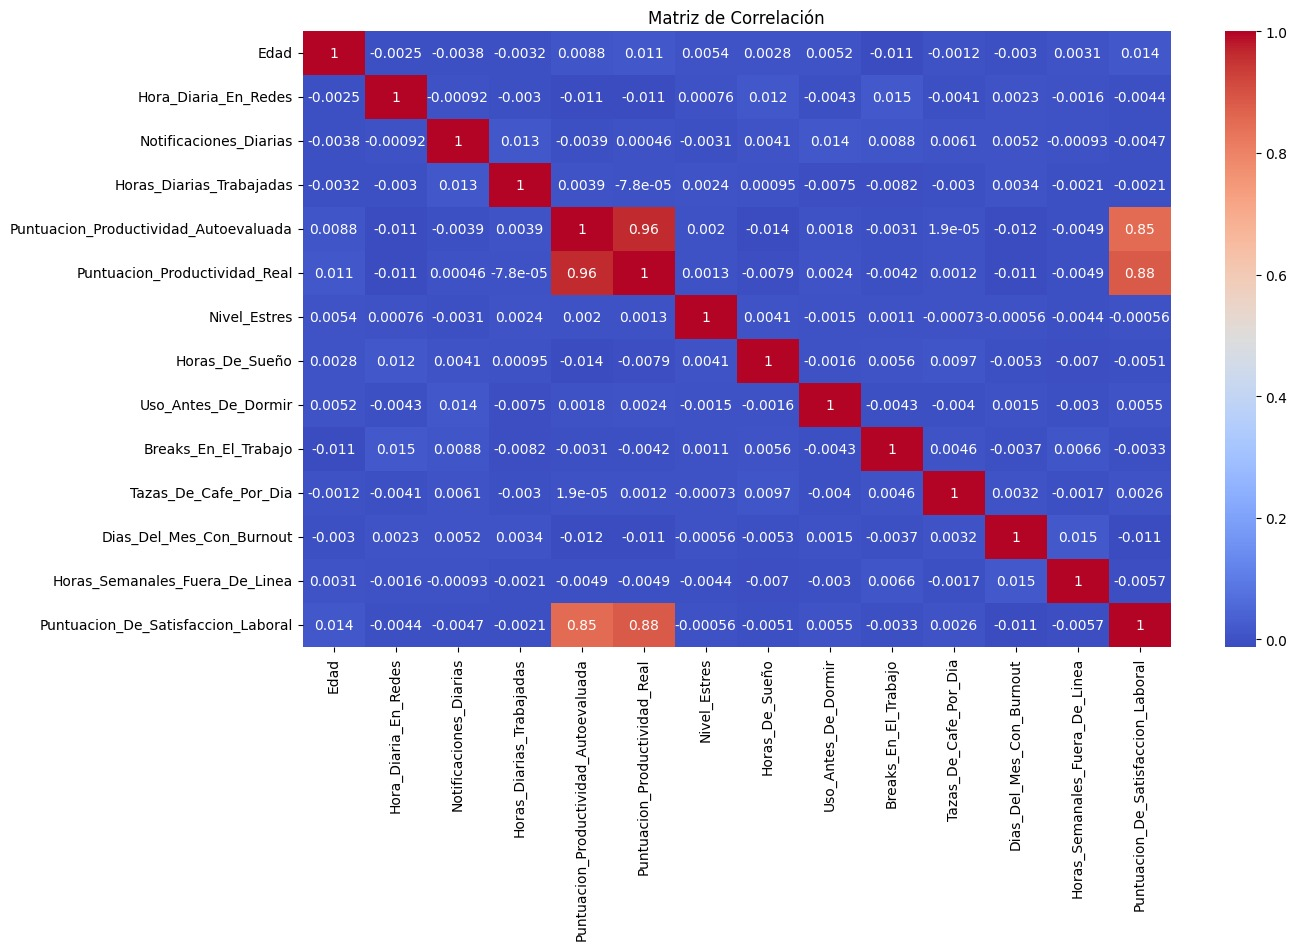 Matriz de Correlación
Edad 1 -0.0025 -0.0038 -0.0032 0.0088 0.011 0.0054 0.0028 0.0052 -0.011 -0.0012 -0.003 0.0031 0.014
Hora_Diaria_En_Redes -0.0025 1 -0.00092 -0.003 -0.011 -0.011 0.00076 0.012 -0.0043 0.015 -0.0041 0.0023 -0.0016 -0.0044
Notificaciones_Diarias -0.0038 -0.00092 1 0.013 -0.0039 0.00046 -0.0031 0.0041 0.014 0.0088 0.0061 0.0052 -0.00093 -0.0047
Horas_Diarias_Trabajadas -0.0032 -0.003 0.013 1 0.0039 -7.8e-05 0.0024 0.00095 -0.0075 -0.0082 -0.003 0.0034 -0.0021 -0.0021
Puntuacion_Productividad_Autoevaluada 0.0088 -0.011 -0.0039 0.0039 1 0.96 0.002 -0.014 0.0018 -0.0031 1.9e-05 -0.012 -0.0049 0.85
Puntuacion_Productividad_Real 0.011 -0.011 0.00046 -7.8e-05 0.96 1 0.0013 -0.0079 0.0024 -0.0042 0.0012 -0.011 -0.0049 0.88
Nivel_Estres 0.0054 0.00076 -0.0031 0.0024 0.002 0.0013 1 0.0041 -0.0015 0.0011 -0.00073 -0.00056 -0.0044 -0.00056
Horas_De_Sueño 0.0028 0.012 0.0041 0.00095 -0.014 -0.0079 0.0041 1 -0.0016 0.0056 0.0097 -0.0053 -0.007 -0.0051
Uso_Antes_De_Dormir 0.0052 -0.0043 0.014 -0.0075 0.0018 0.0024 -0.0015 -0.0016 1 -0.0043 -0.004 0.0015 -0.003 0.0055
Breaks_En_El_Trabajo -0.011 0.015 0.0088 -0.0082 -0.0031 -0.0042 0.0011 0.0056 -0.0043 1 0.0046 -0.0037 0.0066 -0.0033
Tazas_De_Cafe_Por_Dia -0.0012 -0.0041 0.0061 -0.003 1.9e-05 0.0012 -0.00073 0.0097 -0.004 0.0046 1 0.0032 -0.0017 0.0026
Dias_Del_Mes_Con_Burnout -0.003 0.0023 0.0052 0.0034 -0.012 -0.011 -0.00056 -0.0053 0.0015 -0.0037 0.0032 1 0.015 -0.011
Horas_Semanales_Fuera_De_Linea 0.0031 -0.0016 -0.00093 -0.0021 -0.0049 -0.0049 -0.0044 -0.007 -0.003 0.0066 -0.0017 0.015 1 -0.0057
Puntuacion_De_Satisfaccion_Laboral 0.014 -0.0044 -0.0047 -0.0021 0.85 0.88 -0.00056 -0.0051 0.0055 -0.0033 0.0026 -0.011 -0.0057 1
Edad
Hora_Diaria_En_Redes
Notificaciones_Diarias
Horas_Diarias_Trabajadas
Puntuacion_Productividad_Autoevaluada
Puntuacion_Productividad_Real
Nivel_Estres
Horas_De_Sueño
Uso_Antes_De_Dormir
Breaks_En_El_Trabajo
Tazas_De_Cafe_Por_Dia
Dias_Del_Mes_Con_Burnout
Horas_Semanales_Fuera_De_Linea
Puntuacion_De_Satisfaccion_Laboral
1.0
0.8
0.6
0.4
0.2
0.0